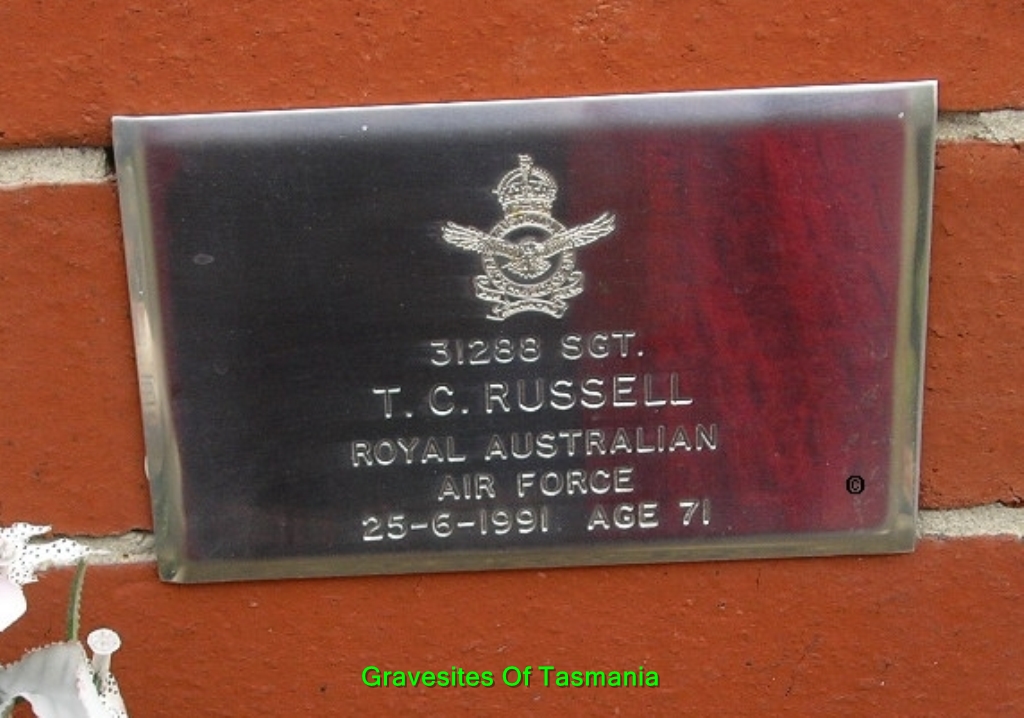 31288 SGT.
T. C. RUSSELL
ROYAL AUSTRALIAN
AIR FORCE
25-6-1991 AGE 71
©
Gravesites Of Tasmania